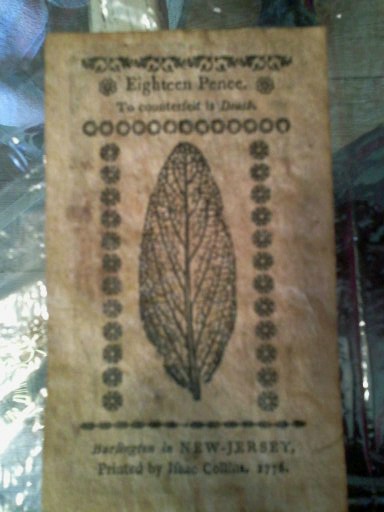 Eighteen Pence.
To counterfeit is Death.
Burlington in NEW-JERSEY,
Printed by Isaac Collins. 1776.